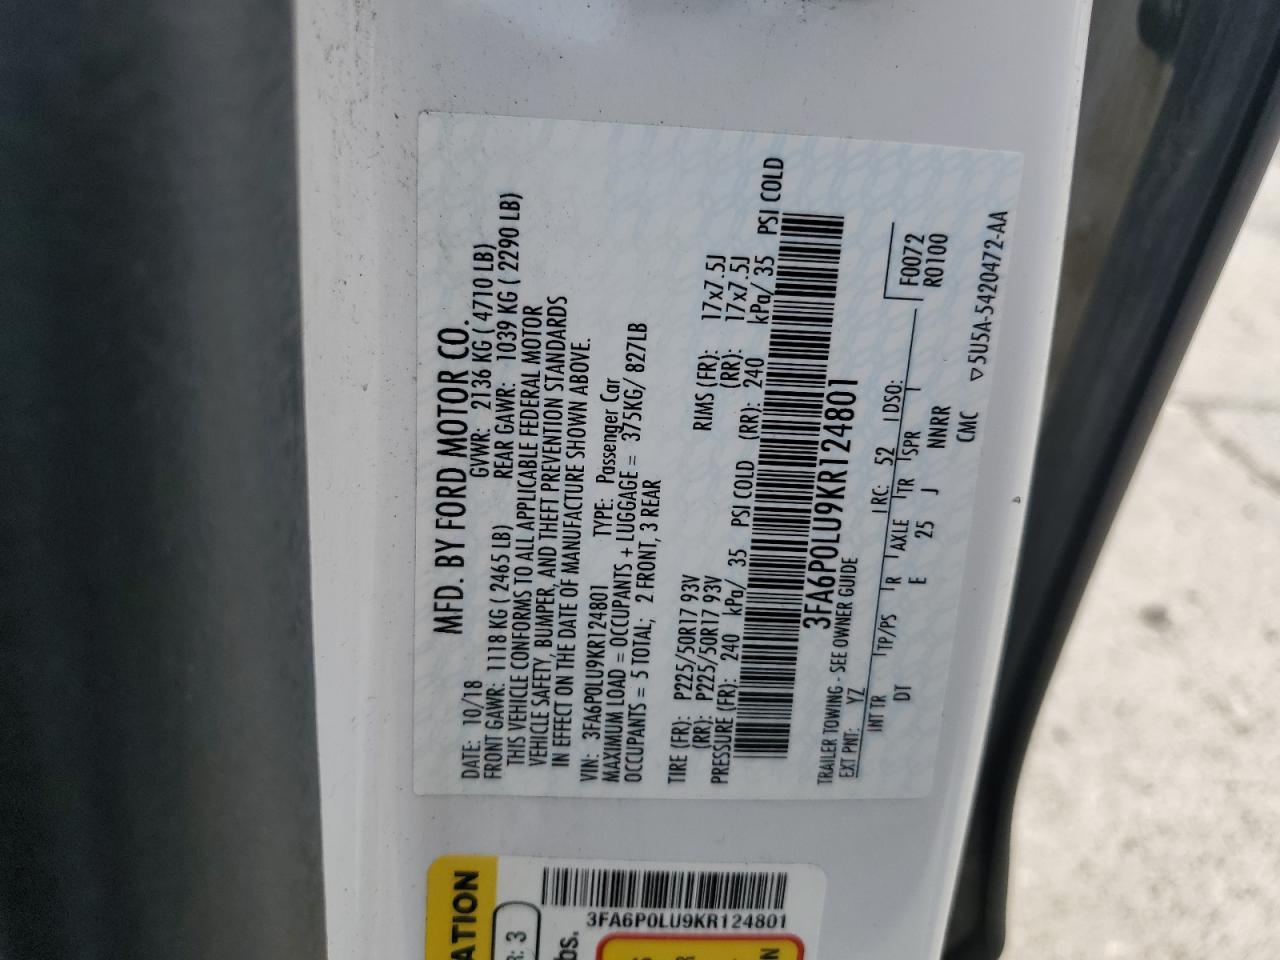 MFD. BY FORD MOTOR CO.
DATE: 10/18 GVWR: 2136 KG ( 4710 LB)
FRONT GAWR: 1118 KG ( 2465 LB) REAR GAWR: 1039 KG ( 2290 LB)
THIS VEHICLE CONFORMS TO ALL APPLICABLE FEDERAL MOTOR
VEHICLE SAFETY, BUMPER, AND THEFT PREVENTION STANDARDS
IN EFFECT ON THE DATE OF MANUFACTURE SHOWN ABOVE.
VIN: 3FA6P0LU9KR124801 TYPE: Passenger Car
MAXIMUM LOAD = OCCUPANTS + LUGGAGE = 375KG/ 827LB
OCCUPANTS = 5 TOTAL; 2 FRONT, 3 REAR
TIRE (FR): P225/50R17 93V RIMS (FR): 17x7.5J
(RR): P225/50R17 93V (RR): 17x7.5J
PRESSURE (FR): 240 kPa/ 35 PSI COLD (RR): 240 kPa/ 35 PSI COLD
3FA6P0LU9KR124801
TRAILER TOWING - SEE OWNER GUIDE
EXT PNT: YZ RC: 52 DSO: F0072
INT TR TP/PS R AXLE TR SPR R0100
DT E 25 J NNRR
CMC
▽5U5A-5420472-AA
ATION
R: 3
bs.
3FA6P0LU9KR124801